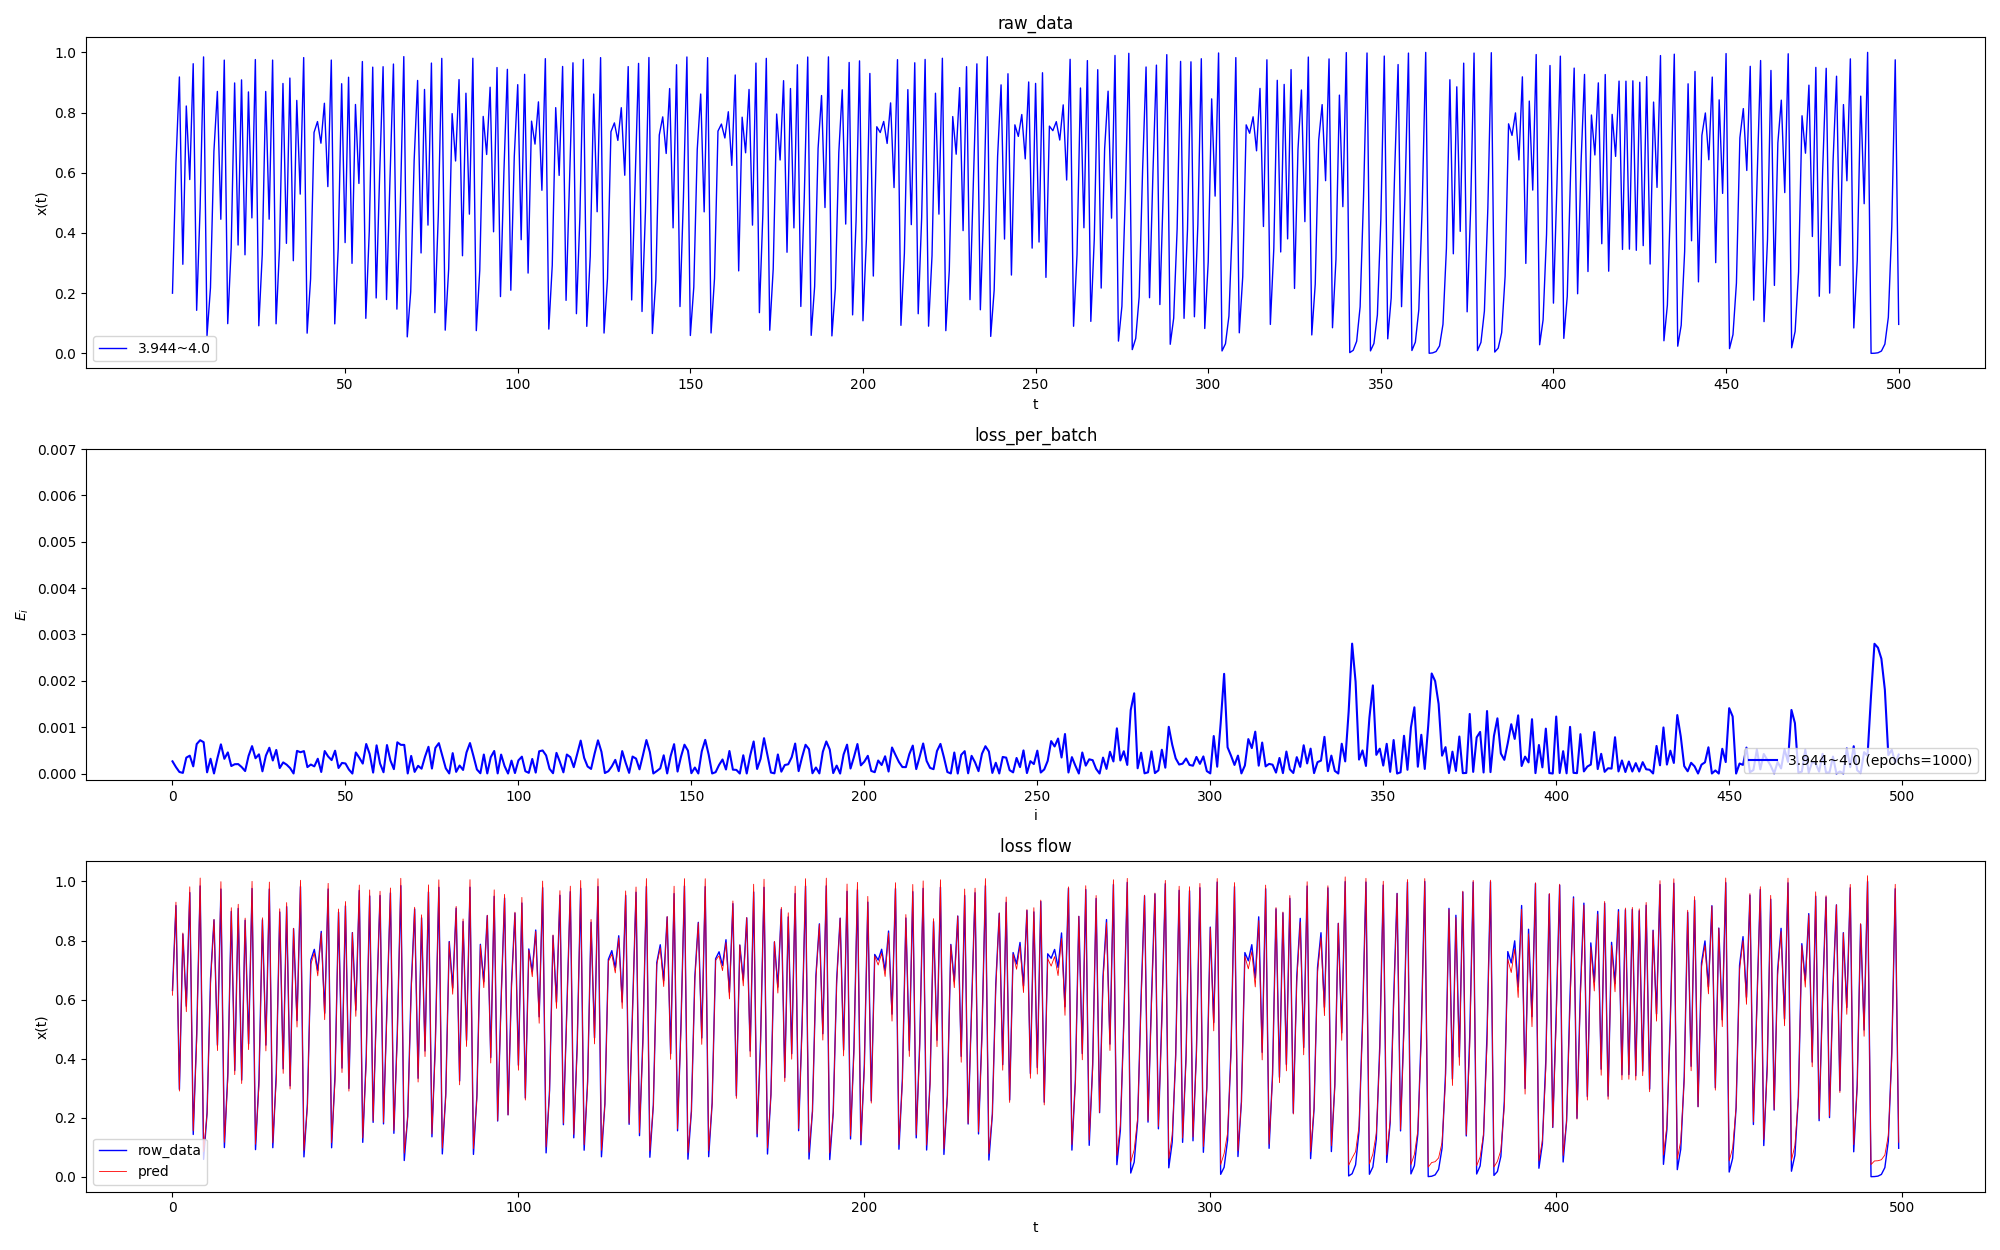 raw_data
1.0
0.8
0.6
0.4
0.2
0.0
x(t)
3.944~4.0
50 100 150 200 250 300 350 400 450 500
t
loss_per_batch
0.007
0.006
0.005
0.004
0.003
0.002
0.001
0.000
E_i
3.944~4.0 (epochs=1000)
0 50 100 150 200 250 300 350 400 450 500
i
loss flow
1.0
0.8
0.6
0.4
0.2
0.0
x(t)
row_data
pred
0 100 200 300 400 500
t